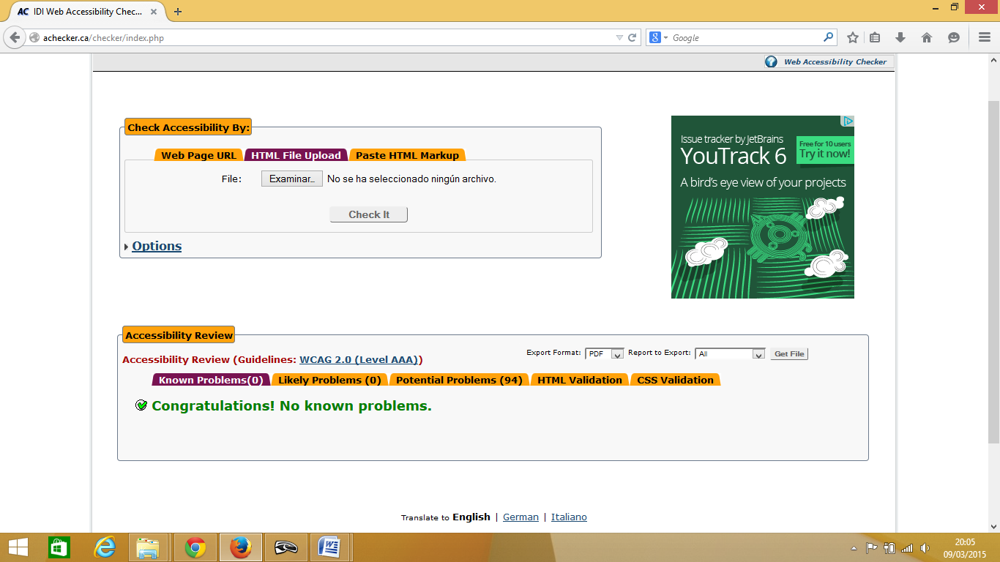 AC IDI Web Accessibility Chec...
achecker.ca/checker/index.php
Google
Web Accessibility Checker
Check Accessibility By:
Web Page URL HTML File Upload Paste HTML Markup
File: Examinar... No se ha seleccionado ningún archivo.
Check It
Options
Issue tracker by JetBrains
YouTrack 6
Free for 10 users
Try it now!
A bird's eye view of your projects
Accessibility Review
Accessibility Review (Guidelines: WCAG 2.0 (Level AAA))
Export Format: PDF Report to Export: All Get File
Known Problems(0) Likely Problems (0) Potential Problems (94) HTML Validation CSS Validation
Congratulations! No known problems.
Translate to English | German | Italiano
20:05
09/03/2015